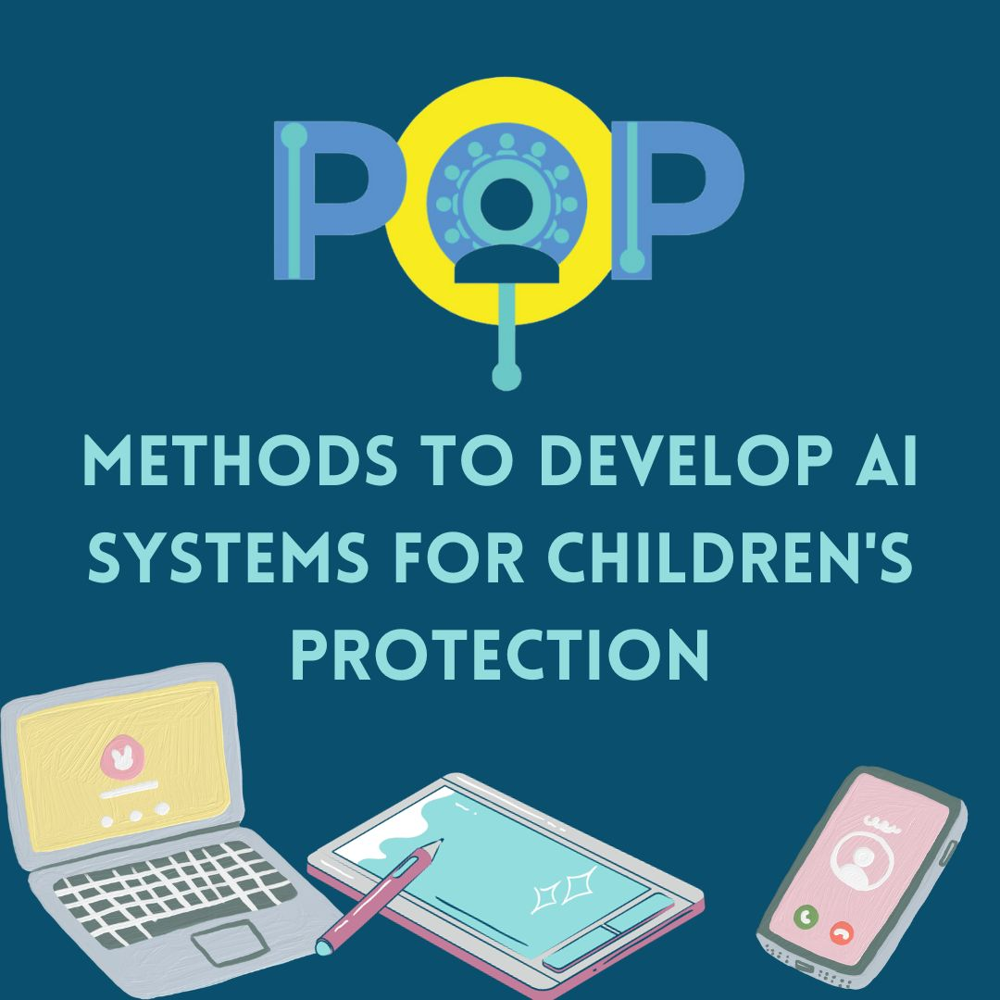 POP
METHODS TO DEVELOP AI
SYSTEMS FOR CHILDREN'S
PROTECTION